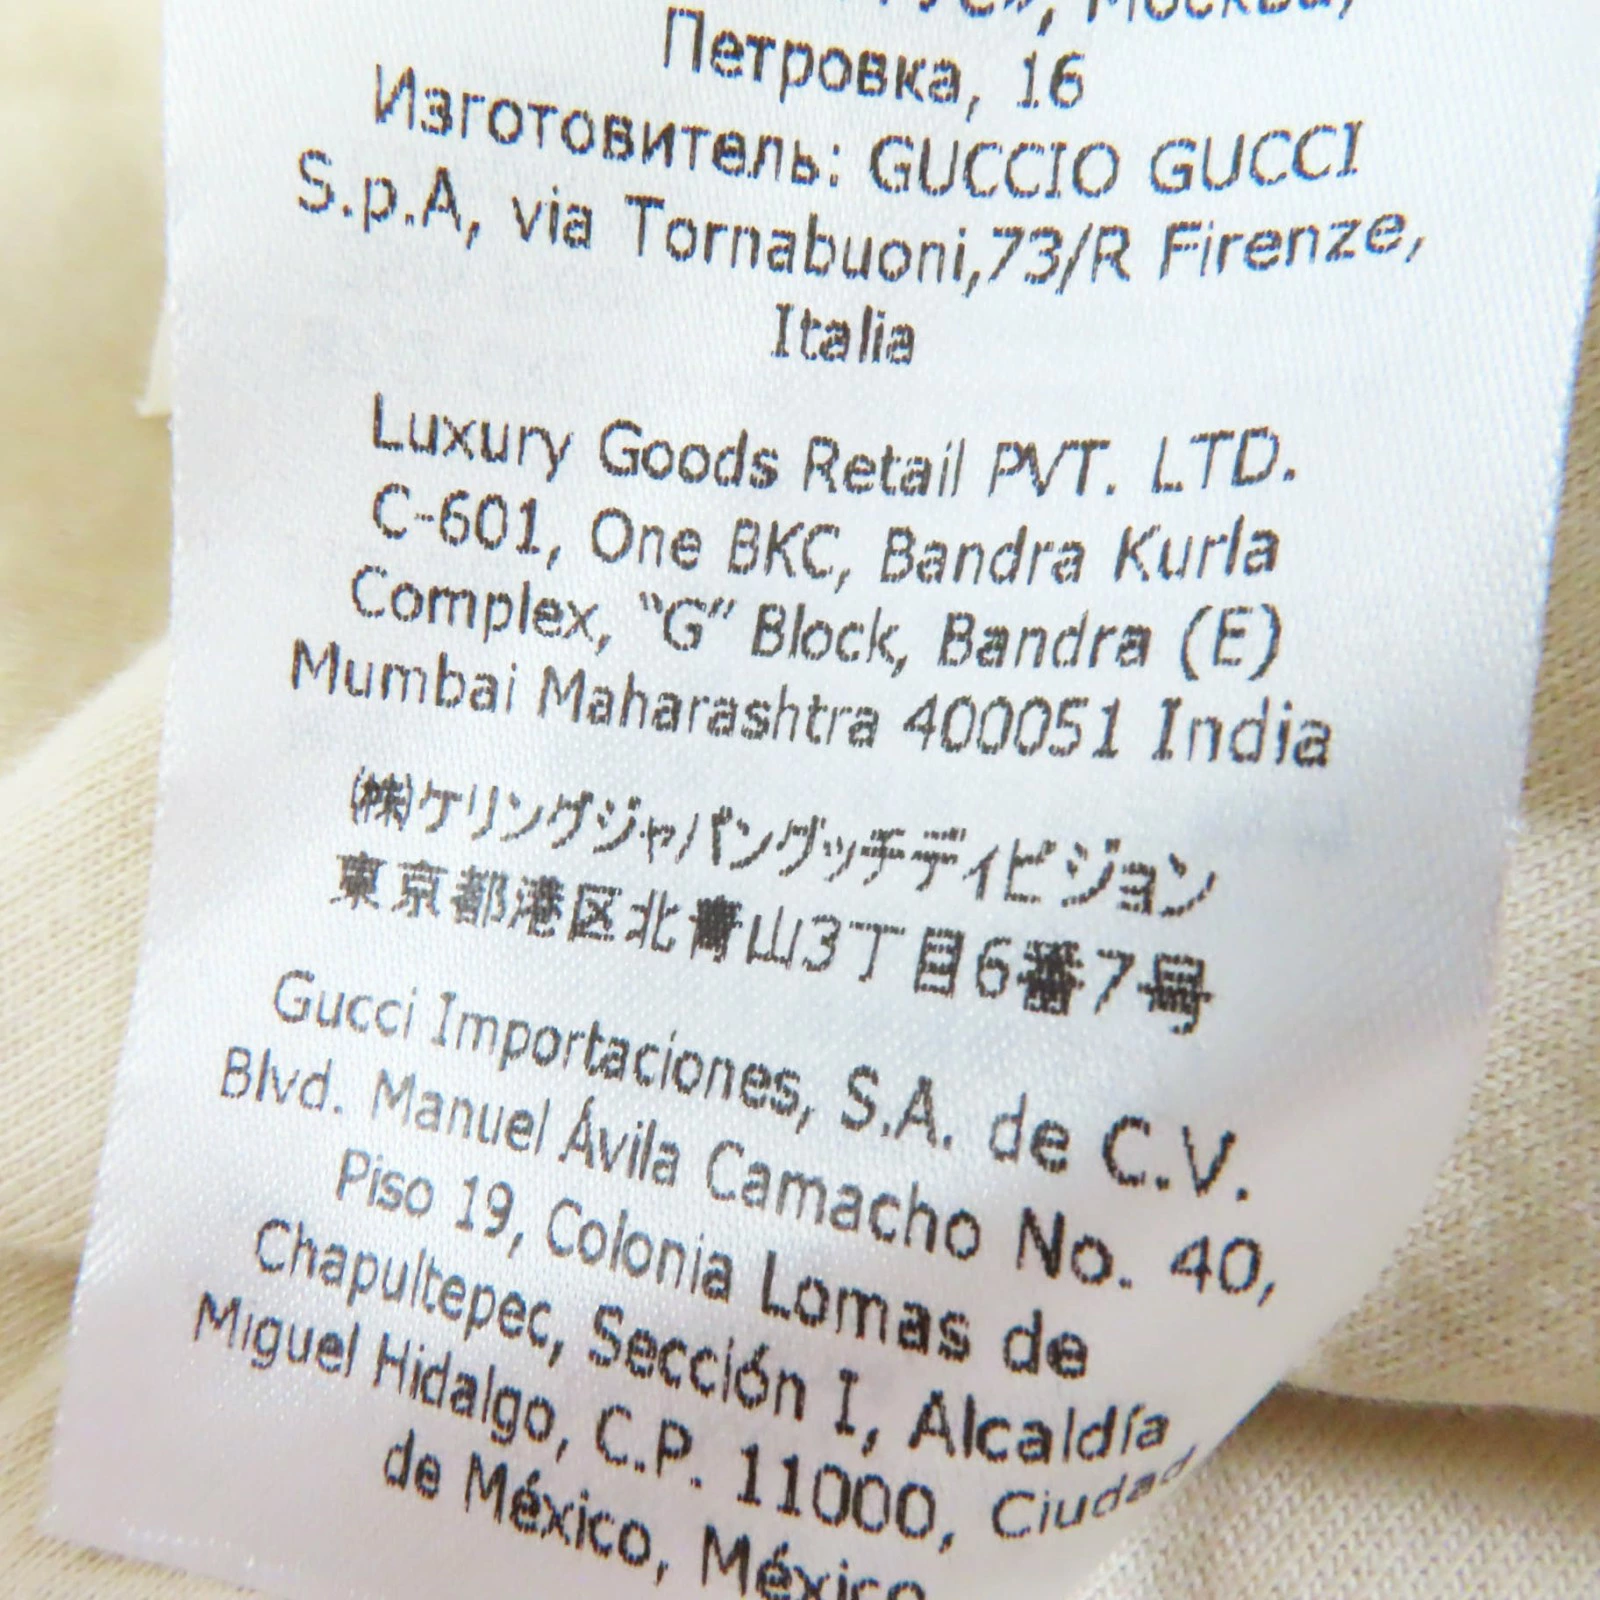 Москва,
Петровка, 16
Изготовитель: GUCCIO GUCCI
S.p.A, via Tornabuoni,73/R Firenze,
Italia
Luxury Goods Retail PVT. LTD.
C-601, One BKC, Bandra Kurla
Complex, “G” Block, Bandra (E)
Mumbai Maharashtra 400051 India
(株)ケリングジャパングッチディビジョン
東京都港区北青山3丁目6番7号
Gucci Importaciones, S.A. de C.V.
Blvd. Manuel Ávila Camacho No. 40,
Piso 19, Colonia Lomas de
Chapultepec, Sección I, Alcaldía
Miguel Hidalgo, C.P. 11000, Ciudad
de México, México